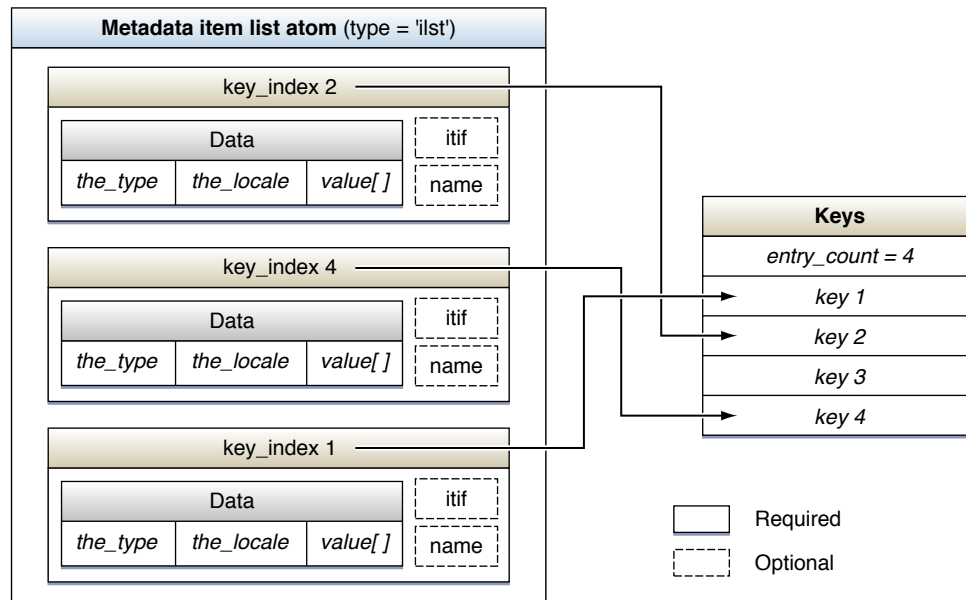 Metadata item list atom (type = 'ilst')
key_index 2
Data
the_type the_locale value[ ]
itif
name
key_index 4
Data
the_type the_locale value[ ]
itif
name
key_index 1
Data
the_type the_locale value[ ]
itif
name
Keys
entry_count = 4
key 1
key 2
key 3
key 4
Required
Optional